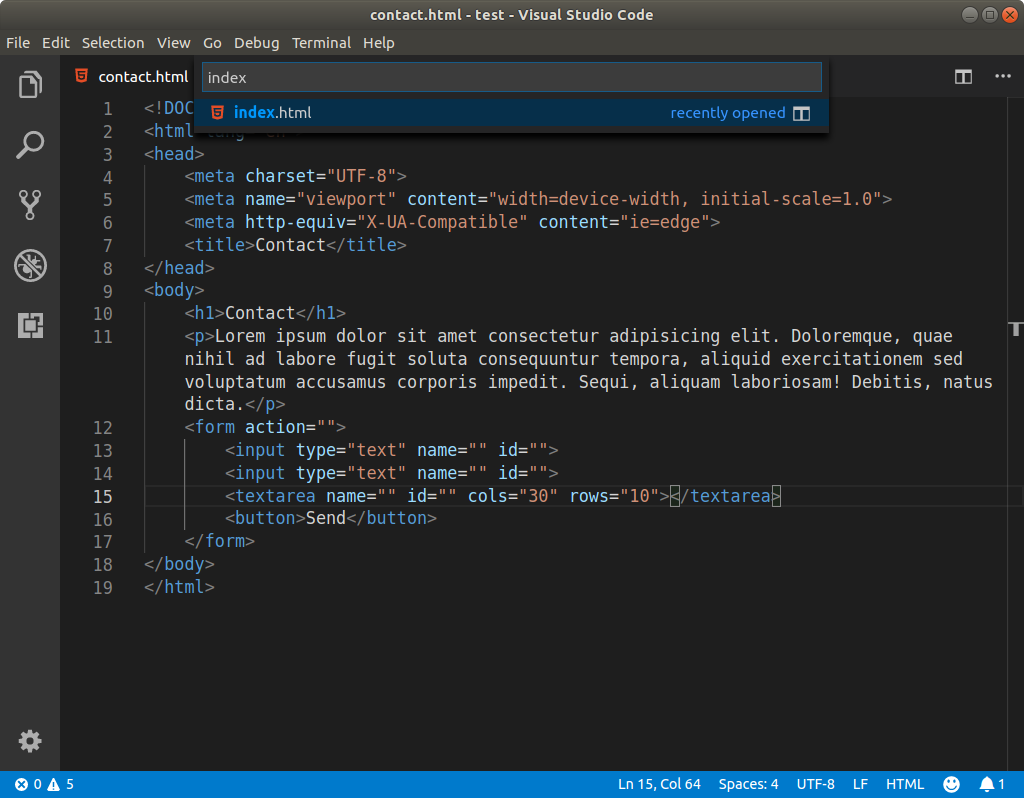 contact.html - test - Visual Studio Code
File Edit Selection View Go Debug Terminal Help
contact.html
index
index.html recently opened
1 <!DOC
2 <html
3 <head>
4 <meta charset="UTF-8">
5 <meta name="viewport" content="width=device-width, initial-scale=1.0">
6 <meta http-equiv="X-UA-Compatible" content="ie=edge">
7 <title>Contact</title>
8 </head>
9 <body>
10 <h1>Contact</h1>
11 <p>Lorem ipsum dolor sit amet consectetur adipisicing elit. Doloremque, quae
nihil ad labore fugit soluta consequuntur tempora, aliquid exercitationem sed
voluptatum accusamus corporis impedit. Sequi, aliquam laboriosam! Debitis, natus
dicta.</p>
12 <form action="">
13 <input type="text" name="" id="">
14 <input type="text" name="" id="">
15 <textarea name="" id="" cols="30" rows="10"></textarea>
16 <button>Send</button>
17 </form>
18 </body>
19 </html>
0 5 Ln 15, Col 64 Spaces: 4 UTF-8 LF HTML 1